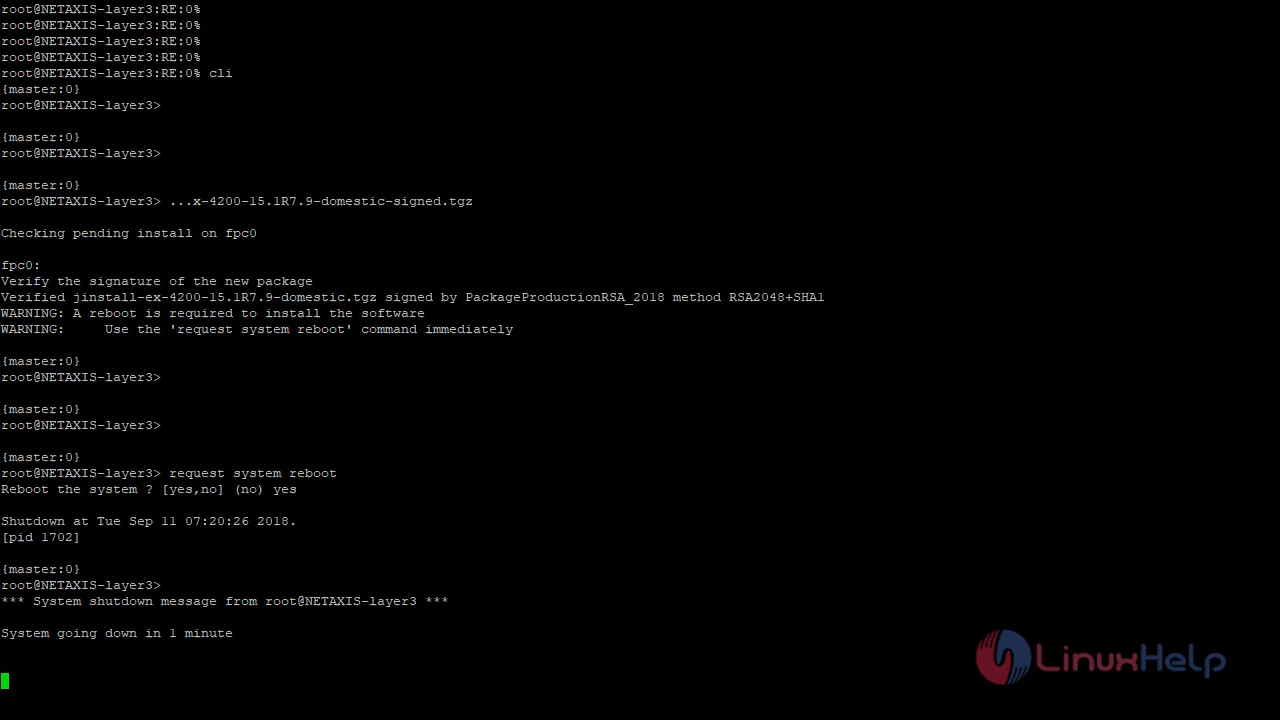 root@NETAXIS-layer3:RE:0%
root@NETAXIS-layer3:RE:0%
root@NETAXIS-layer3:RE:0%
root@NETAXIS-layer3:RE:0%
root@NETAXIS-layer3:RE:0% cli
{master:0}
root@NETAXIS-layer3>
{master:0}
root@NETAXIS-layer3>
{master:0}
root@NETAXIS-layer3> ...x-4200-15.1R7.9-domestic-signed.tgz
Checking pending install on fpc0
fpc0:
Verify the signature of the new package
Verified jinstall-ex-4200-15.1R7.9-domestic.tgz signed by PackageProductionRSA_2018 method RSA2048+SHA1
WARNING: A reboot is required to install the software
WARNING:     Use the 'request system reboot' command immediately
{master:0}
root@NETAXIS-layer3>
{master:0}
root@NETAXIS-layer3>
{master:0}
root@NETAXIS-layer3> request system reboot
Reboot the system ? [yes,no] (no) yes
Shutdown at Tue Sep 11 07:20:26 2018.
[pid 1702]
{master:0}
root@NETAXIS-layer3>
*** System shutdown message from root@NETAXIS-layer3 ***
System going down in 1 minute
LinuxHelp